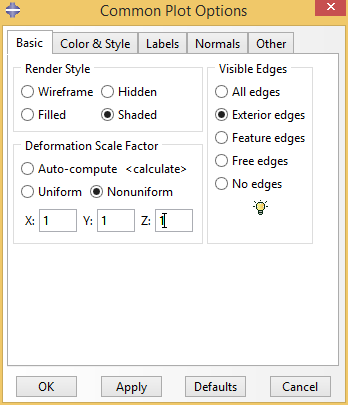 Common Plot Options
Basic Color & Style Labels Normals Other
Render Style
Wireframe Hidden
Filled Shaded
Deformation Scale Factor
Auto-compute <calculate>
Uniform Nonuniform
X: 1 Y: 1 Z: 1
Visible Edges
All edges
Exterior edges
Feature edges
Free edges
No edges
OK Apply Defaults Cancel